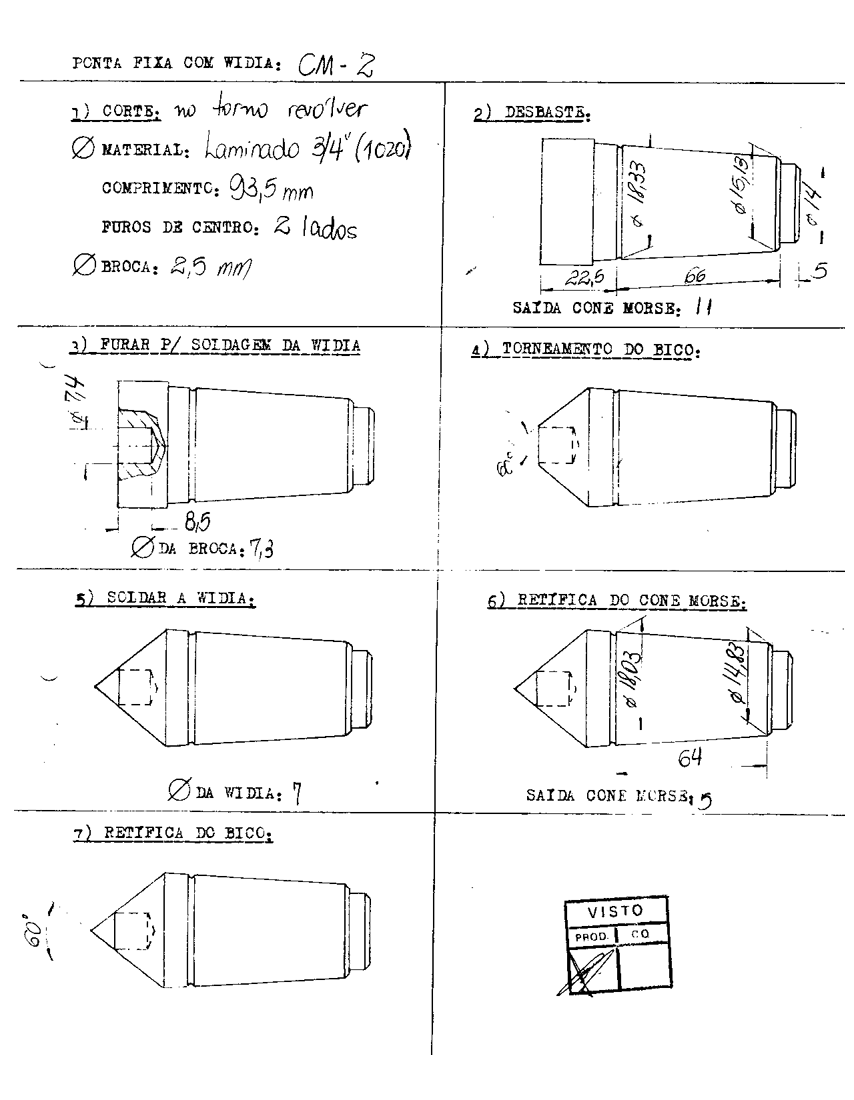 PONTA FIXA COM WIDIA: CM-2
1) CORTE: no torno revólver
Ø MATERIAL: Laminado 3/4" (1020)
COMPRIMENTO: 93,5 mm
FUROS DE CENTRO: 2 lados
Ø BROCA: 2,5 mm
2) DESBASTE:
ø 18,33
ø 15,13
ø 14
22,5
66
5
SAÍDA CONE MORSE: 11
3) FURAR P/ SOLDAGEM DA WIDIA
ø 7,4
8,5
Ø DA BROCA: 7,3
4) TORNEAMENTO DO BICO:
60°
5) SOLDAR A WIDIA:
Ø DA WIDIA: 7
6) RETÍFICA DO CONE MORSE:
ø 18,03
ø 14,83
64
SAÍDA CONE MORSE: 5
7) RETÍFICA DO BICO:
60°
VISTO
PROD. C.Q.